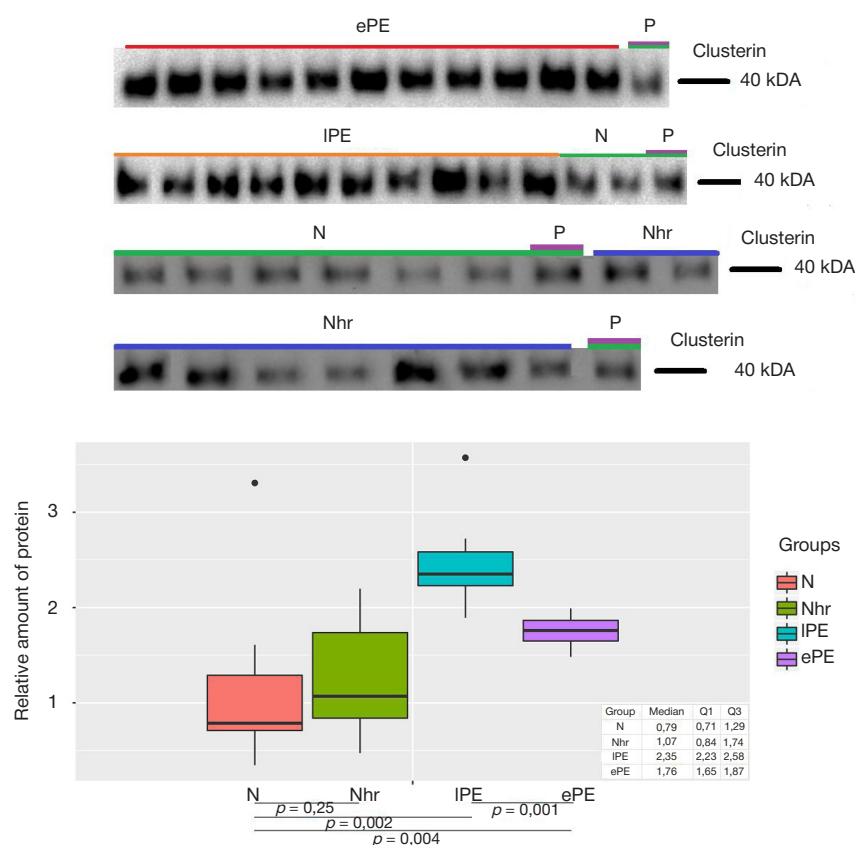 ePE P
Clusterin
40 kDA
lPE N P
Clusterin
40 kDA
N P Nhr
Clusterin
40 kDA
Nhr P
Clusterin
40 kDA
Relative amount of protein
3
2
1
Groups
N
Nhr
lPE
ePE
Group Median Q1 Q3
N 0,79 0,71 1,29
Nhr 1,07 0,84 1,74
lPE 2,35 2,23 2,58
ePE 1,76 1,65 1,87
N Nhr lPE ePE
p = 0,25 p = 0,001
p = 0,002
p = 0,004